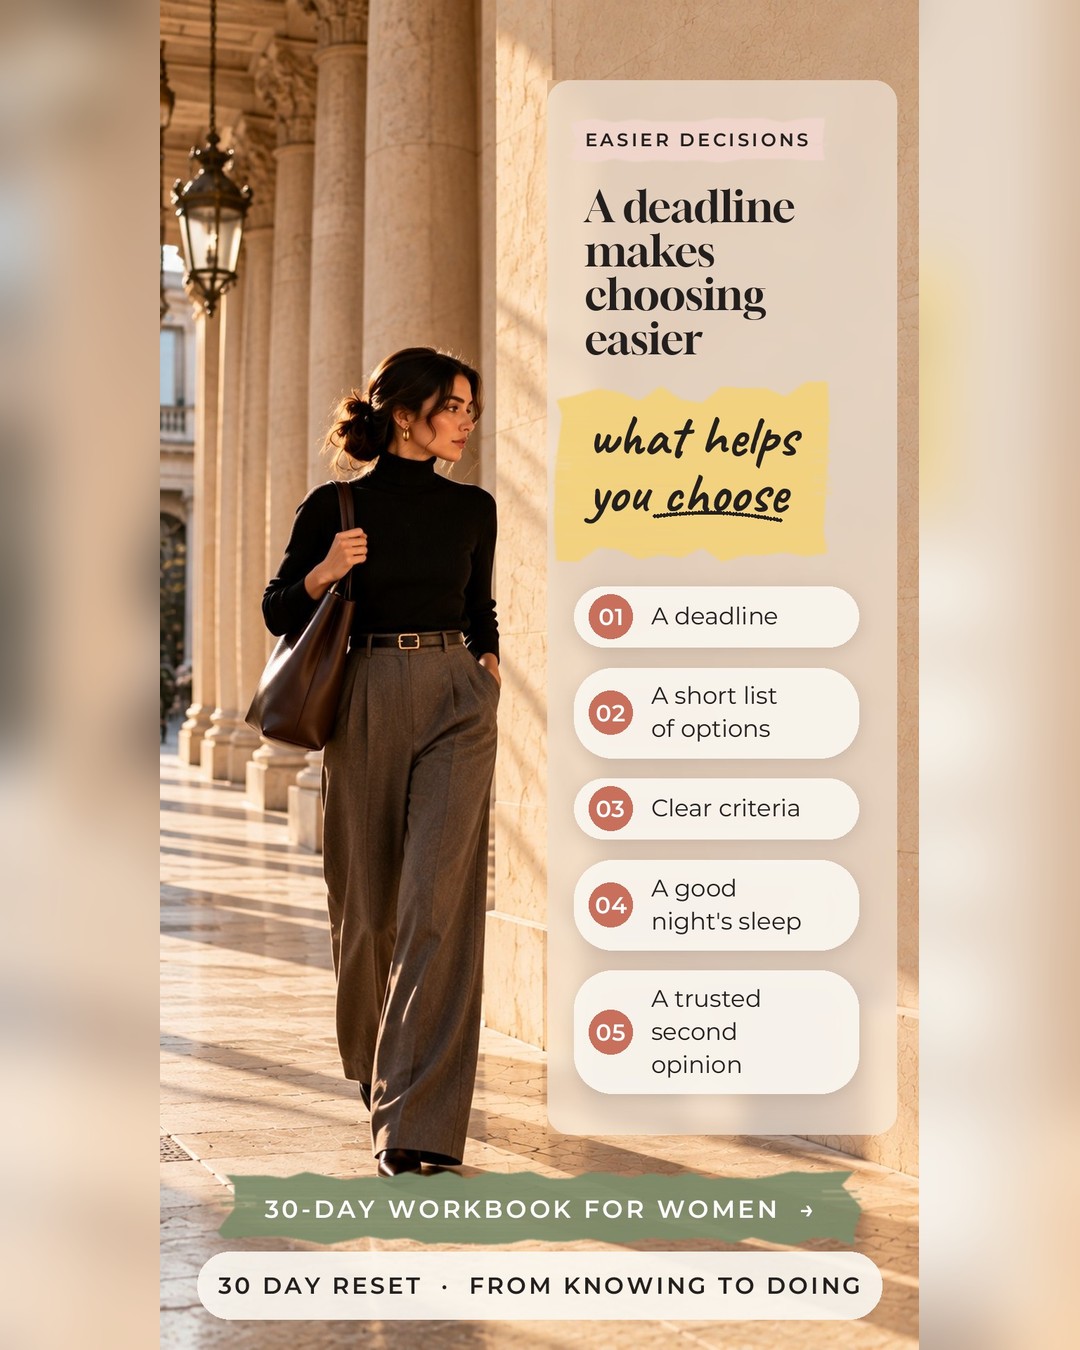 EASIER DECISIONS
A deadline
makes
choosing
easier
what helps
you choose
01 A deadline
02 A short list
of options
03 Clear criteria
04 A good
night's sleep
05 A trusted
second
opinion
30-DAY WORKBOOK FOR WOMEN →
30 DAY RESET · FROM KNOWING TO DOING